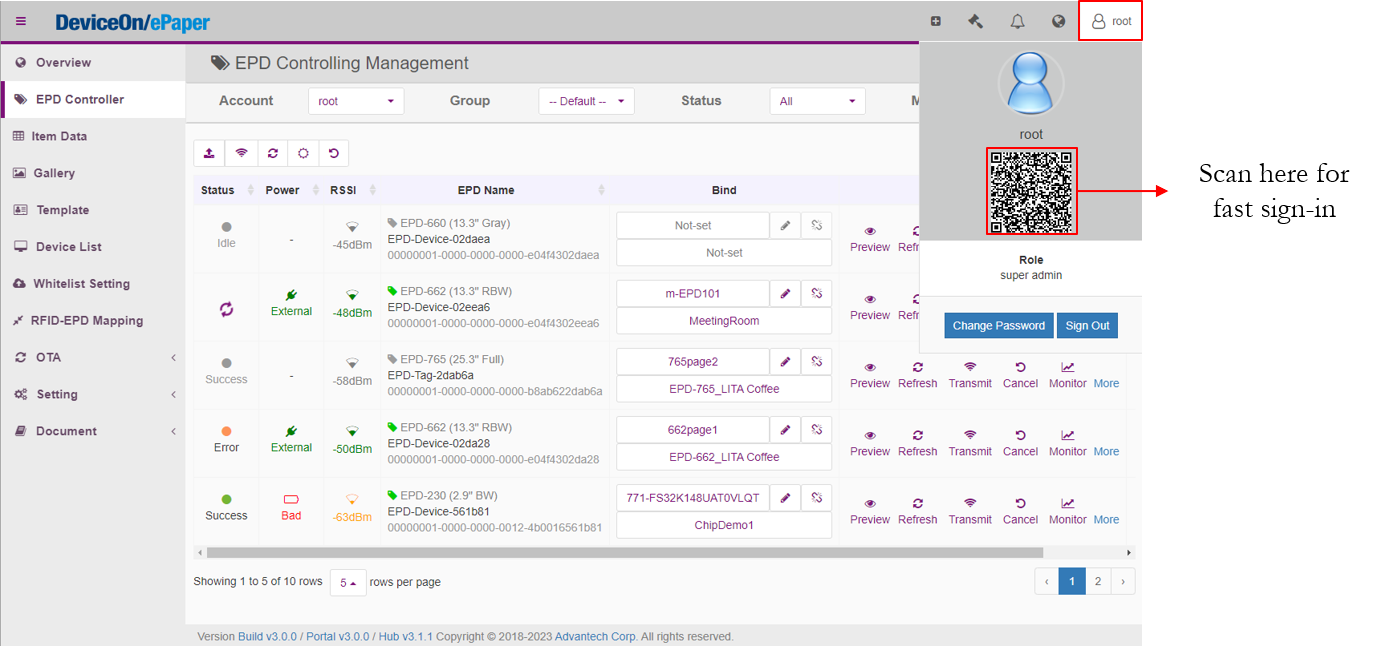 DeviceOn/ePaper
root
Overview
EPD Controller
Item Data
Gallery
Template
Device List
Whitelist Setting
RFID-EPD Mapping
OTA
Setting
Document
EPD Controlling Management
Account root Group -- Default -- Status All M
Status Power RSSI EPD Name Bind
Idle - -45dBm
EPD-660 (13.3" Gray)
EPD-Device-02daea
00000001-0000-0000-0000-e04f4302daea
Not-set
Not-set
Preview Refr
External -48dBm
EPD-662 (13.3" RBW)
EPD-Device-02eea6
00000001-0000-0000-0000-e04f4302eea6
m-EPD101
MeetingRoom
Preview Refr
Success - -58dBm
EPD-765 (25.3" Full)
EPD-Tag-2dab6a
00000001-0000-0000-0000-b8ab622dab6a
765page2
EPD-765_LITA Coffee
Preview Refresh Transmit Cancel Monitor More
Error External -50dBm
EPD-662 (13.3" RBW)
EPD-Device-02da28
00000001-0000-0000-0000-e04f4302da28
662page1
EPD-662_LITA Coffee
Preview Refresh Transmit Cancel Monitor More
Success Bad -63dBm
EPD-230 (2.9" BW)
EPD-Device-561b81
00000001-0000-0000-0012-4b0016561b81
771-FS32K148UAT0VLQT
ChipDemo1
Preview Refresh Transmit Cancel Monitor More
Showing 1 to 5 of 10 rows 5 rows per page
‹ 1 2 ›
Version Build v3.0.0 / Portal v3.0.0 / Hub v3.1.1 Copyright © 2018-2023 Advantech Corp. All rights reserved.
root
Role
super admin
Change Password Sign Out
Scan here for
fast sign-in